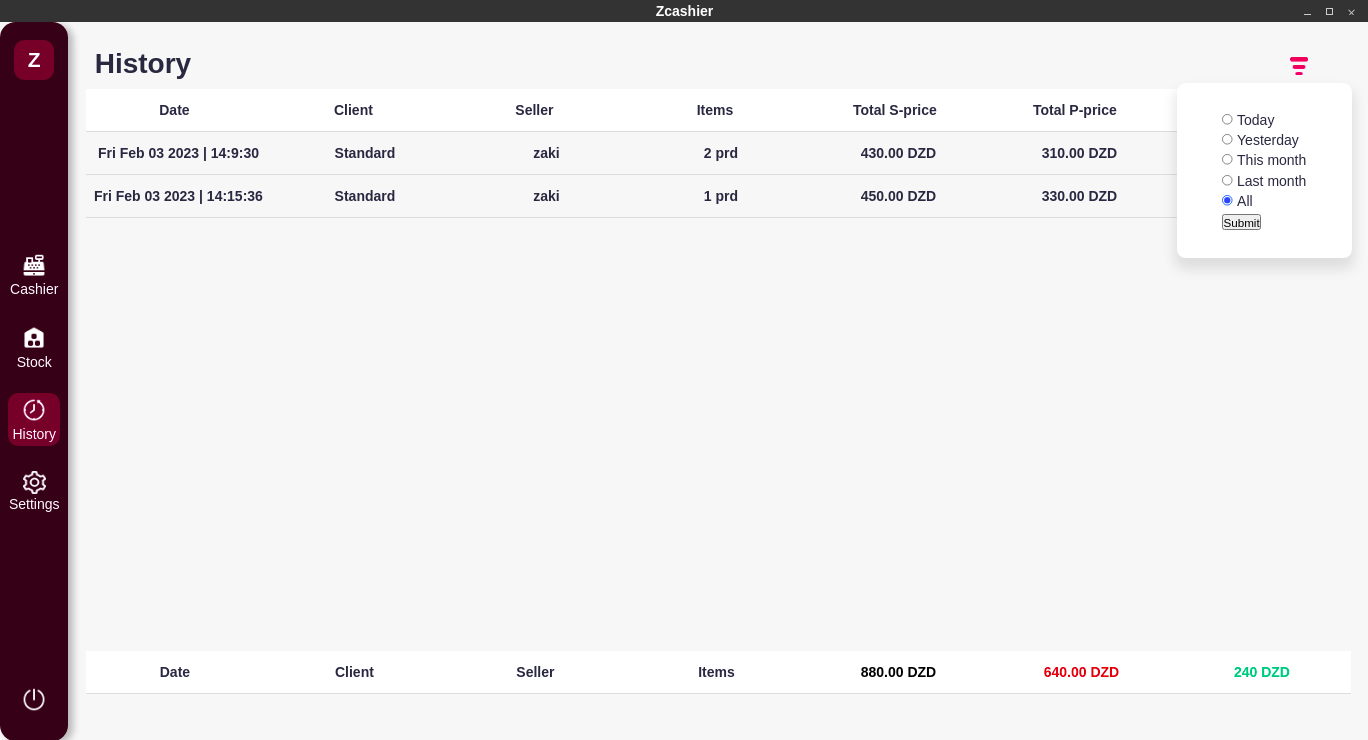 Zcashier
Z
History
Date Client Seller Items Total S-price Total P-price
Fri Feb 03 2023 | 14:9:30 Standard zaki 2 prd 430.00 DZD 310.00 DZD
Fri Feb 03 2023 | 14:15:36 Standard zaki 1 prd 450.00 DZD 330.00 DZD
Today
Yesterday
This month
Last month
All
Submit
Cashier
Stock
History
Settings
Date Client Seller Items 880.00 DZD 640.00 DZD 240 DZD